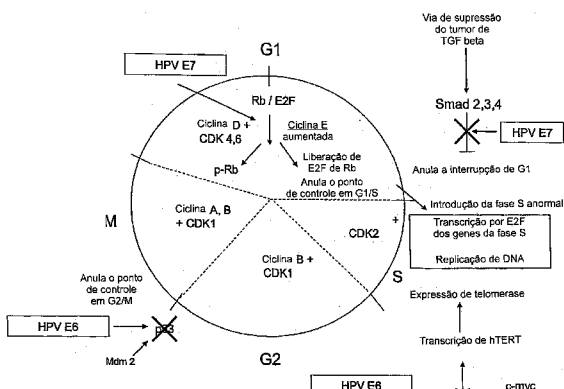 Via de supressão
do tumor de
TGF beta
G1
HPV E7
Rb / E2F
Smad 2,3,4
Ciclina D +
CDK 4,6
Ciclina E
aumentada
HPV E7
p-Rb
Liberação de
E2F de Rb
Anula o ponto
de controle em G1/S
Anula a interrupção de G1
M
Ciclina A, B
+ CDK1
+
CDK2
Introdução da fase S anormal
Transcrição por E2F
dos genes da fase S
Replicação de DNA
Ciclina B +
CDK1
S
Anula o ponto
de controle
em G2/M
Expressão de telomerase
HPV E6
p53
Mdm 2
Transcrição de hTERT
G2
HPV E6
c-myc